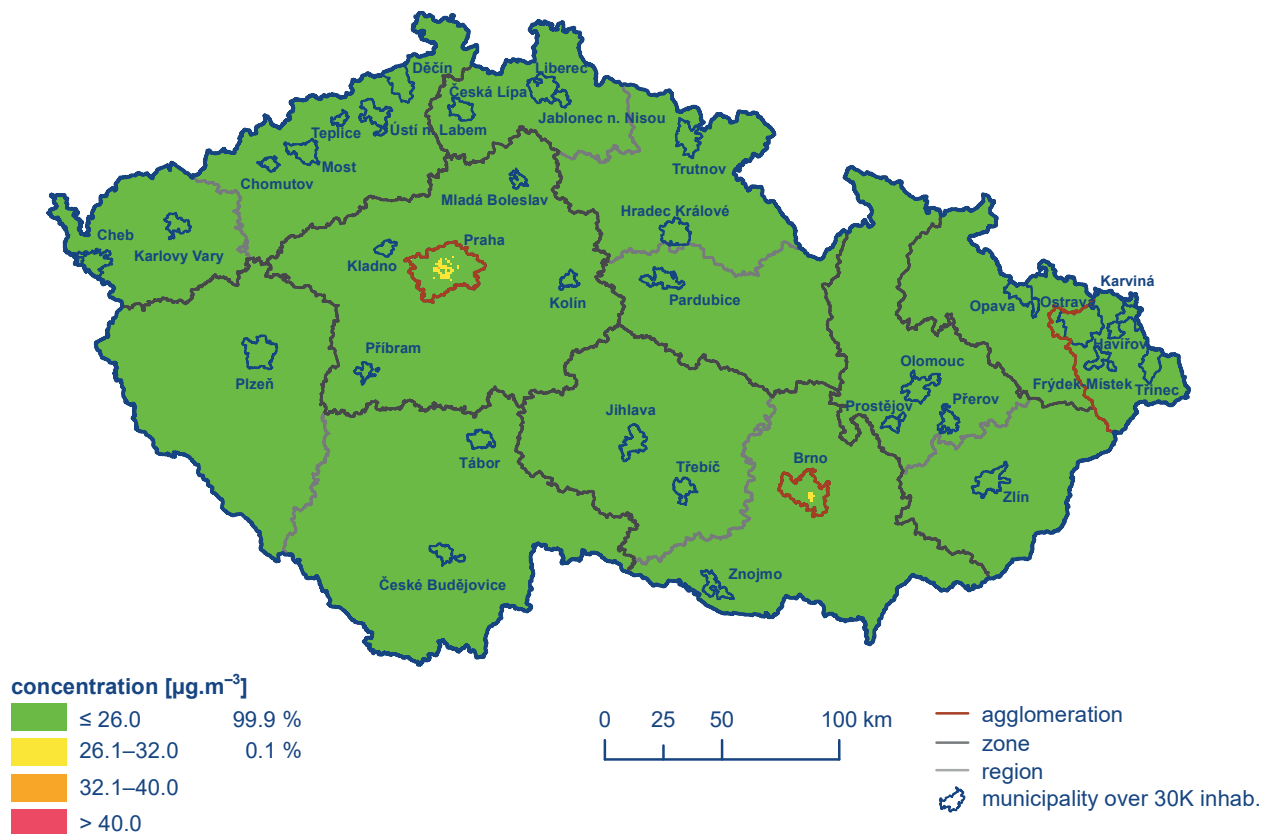 Děčín
Liberec
Česká Lípa
Jablonec n. Nisou
Teplice
Ústí n. Labem
Most
Trutnov
Chomutov
Mladá Boleslav
Hradec Králové
Cheb
Karlovy Vary
Praha
Kladno
Kolín
Pardubice
Karviná
Opava
Ostrava
Havířov
Příbram
Plzeň
Olomouc
Frýdek-Místek
Třinec
Jihlava
Prostějov
Přerov
Tábor
Třebíč
Brno
Zlín
České Budějovice
Znojmo
concentration [µg.m⁻³]
≤ 26.0 99.9 %
26.1–32.0 0.1 %
32.1–40.0
> 40.0
0 25 50 100 km
agglomeration
zone
region
municipality over 30K inhab.